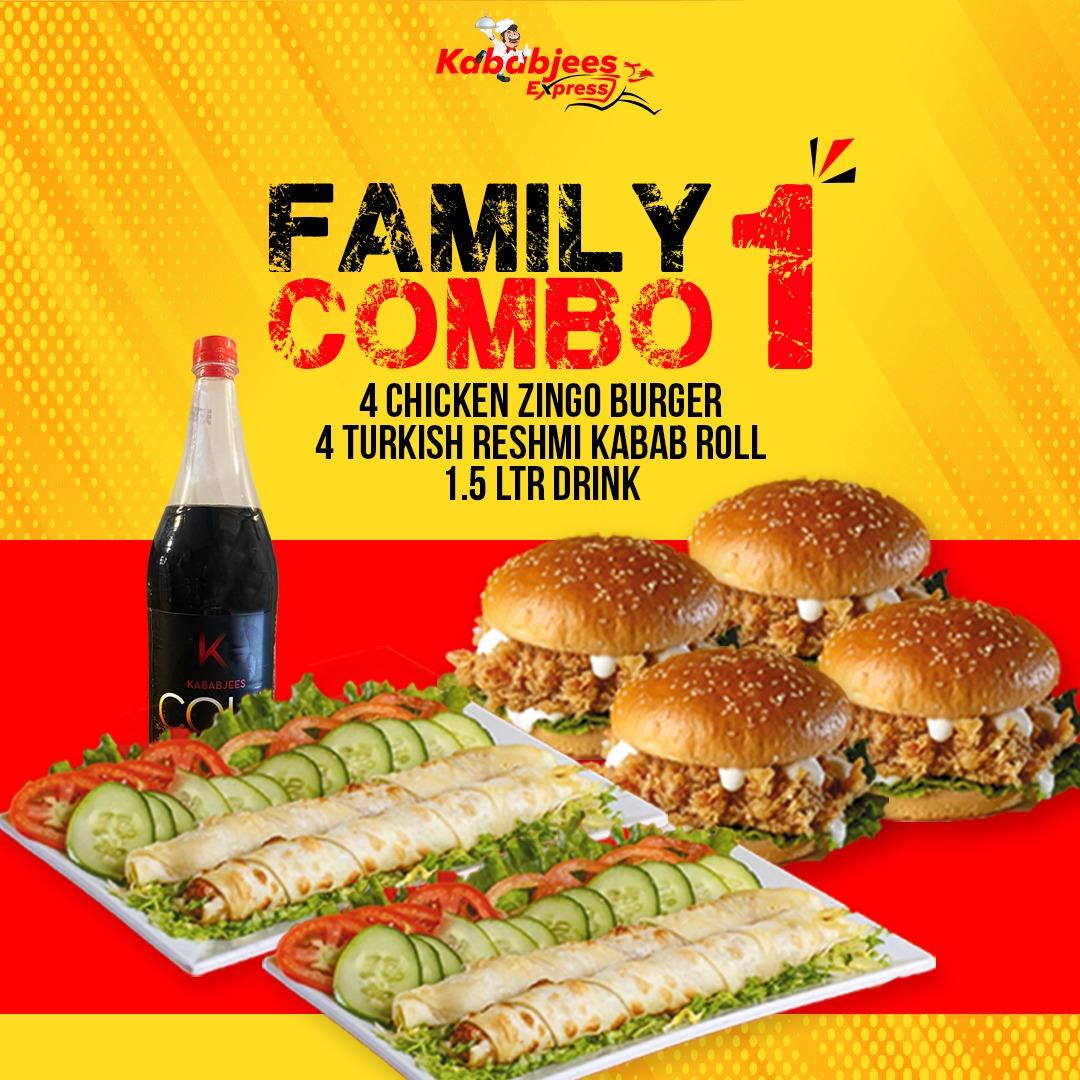 Kababjees
Express
FAMILY
COMBO 1
4 CHICKEN ZINGO BURGER
4 TURKISH RESHMI KABAB ROLL
1.5 LTR DRINK
K
KABABJEES